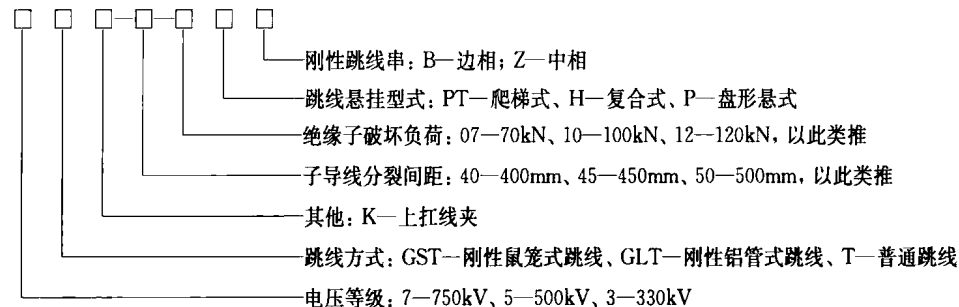 □ □ □—□—□ □ □
刚性跳线串：B—边相；Z—中相
跳线悬挂型式：PT—爬梯式、H—复合式、P—盘形悬式
绝缘子破坏负荷：07—70kN、10—100kN、12—120kN，以此类推
子导线分裂间距：40—400mm、45—450mm、50—500mm，以此类推
其他：K—上扛线夹
跳线方式：GST—刚性鼠笼式跳线、GLT—刚性铝管式跳线、T—普通跳线
电压等级：7—750kV、5—500kV、3—330kV